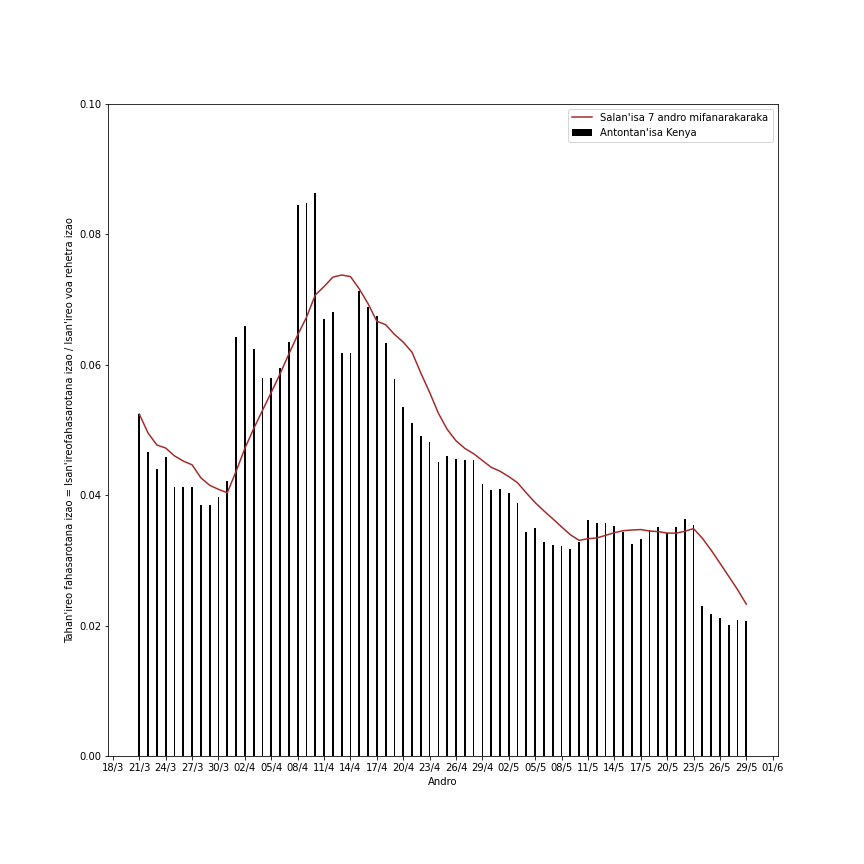 Salan'isa 7 andro mifanarakaraka
Antontan'isa Kenya
Tahan'ireo fahasarotana izao = Isan'ireofahasarotana izao / Isan'ireo voa rehetra izao
0.10
0.08
0.06
0.04
0.02
0.00
18/3 21/3 24/3 27/3 30/3 02/4 05/4 08/4 11/4 14/4 17/4 20/4 23/4 26/4 29/4 02/5 05/5 08/5 11/5 14/5 17/5 20/5 23/5 26/5 29/5 01/6
Andro